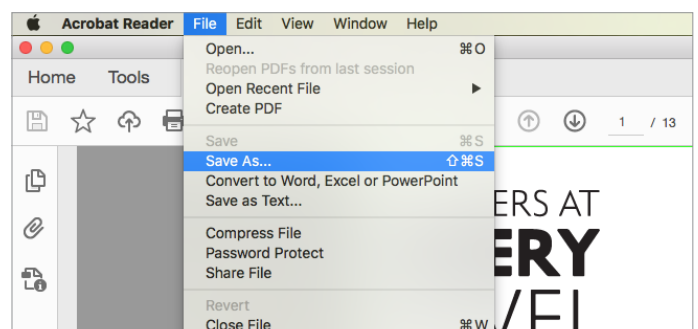 Acrobat Reader File Edit View Window Help
Open... ⌘O
Reopen PDFs from last session
Home Tools
Open Recent File
Create PDF
1 / 13
Save ⌘S
Save As... ⇧⌘S
Convert to Word, Excel or PowerPoint
Save as Text...
ERS AT
Compress File
ERY
Password Protect
Share File
Revert
Close File ⌘W